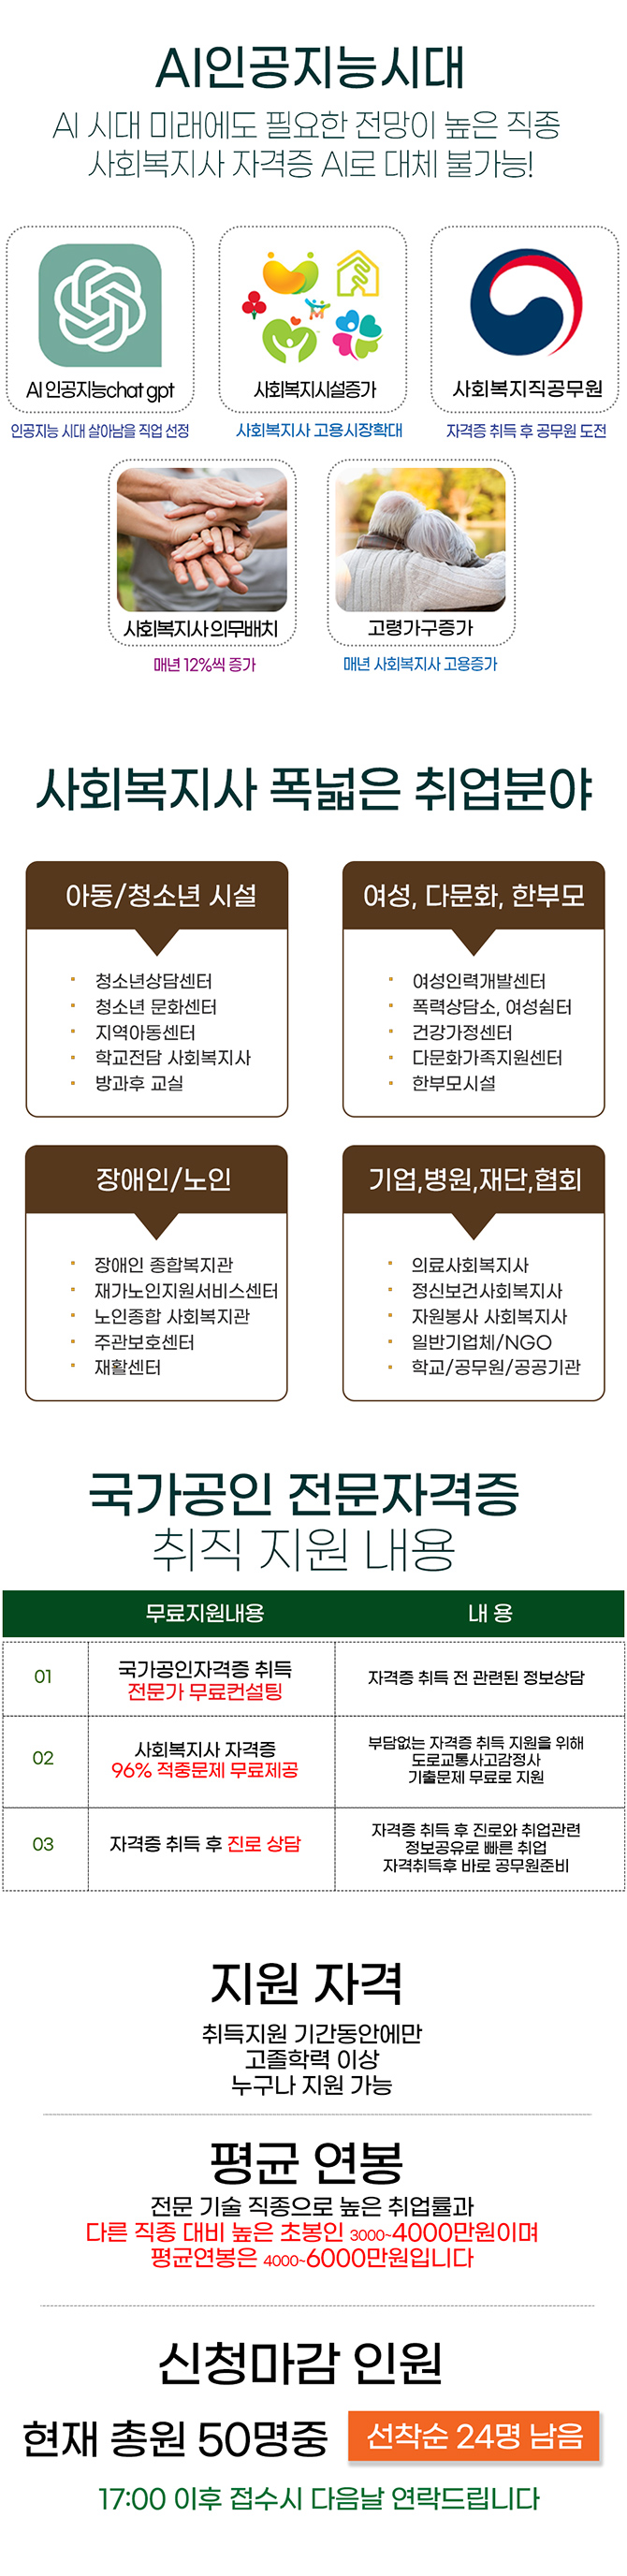 AI인공지능시대
AI 시대 미래에도 필요한 전망이 높은 직종
사회복지사 자격증 AI로 대체 불가능!
AI 인공지능chat gpt
사회복지시설증가
사회복지직공무원
인공지능 시대 살아남을 직업 선정
사회복지사 고용시장확대
자격증 취득 후 공무원 도전
사회복지사 의무배치
고령가구증가
매년 12%씩 증가
매년 사회복지사 고용증가
사회복지사 폭넓은 취업분야
아동/청소년 시설
청소년상담센터
청소년 문화센터
지역아동센터
학교전담 사회복지사
방과후 교실
여성, 다문화, 한부모
여성인력개발센터
폭력상담소, 여성쉼터
건강가정센터
다문화가족지원센터
한부모시설
장애인/노인
장애인 종합복지관
재가노인지원서비스센터
노인종합 사회복지관
주관보호센터
재활센터
기업,병원,재단,협회
의료사회복지사
정신보건사회복지사
자원봉사 사회복지사
일반기업체/NGO
학교/공무원/공공기관
국가공인 전문자격증
취직 지원 내용
무료지원내용
내 용
01
국가공인자격증 취득
전문가 무료컨설팅
자격증 취득 전 관련된 정보상담
02
사회복지사 자격증
96% 적중문제 무료제공
부담없는 자격증 취득 지원을 위해
도로교통사고감정사
기출문제 무료로 지원
03
자격증 취득 후 진로 상담
자격증 취득 후 진로와 취업관련
정보공유로 빠른 취업
자격취득후 바로 공무원준비
지원 자격
취득지원 기간동안에만
고졸학력 이상
누구나 지원 가능
평균 연봉
전문 기술 직종으로 높은 취업률과
다른 직종 대비 높은 초봉인 3000~4000만원이며
평균연봉은 4000~6000만원입니다
신청마감 인원
현재 총원 50명중
선착순 24명 남음
17:00 이후 접수시 다음날 연락드립니다